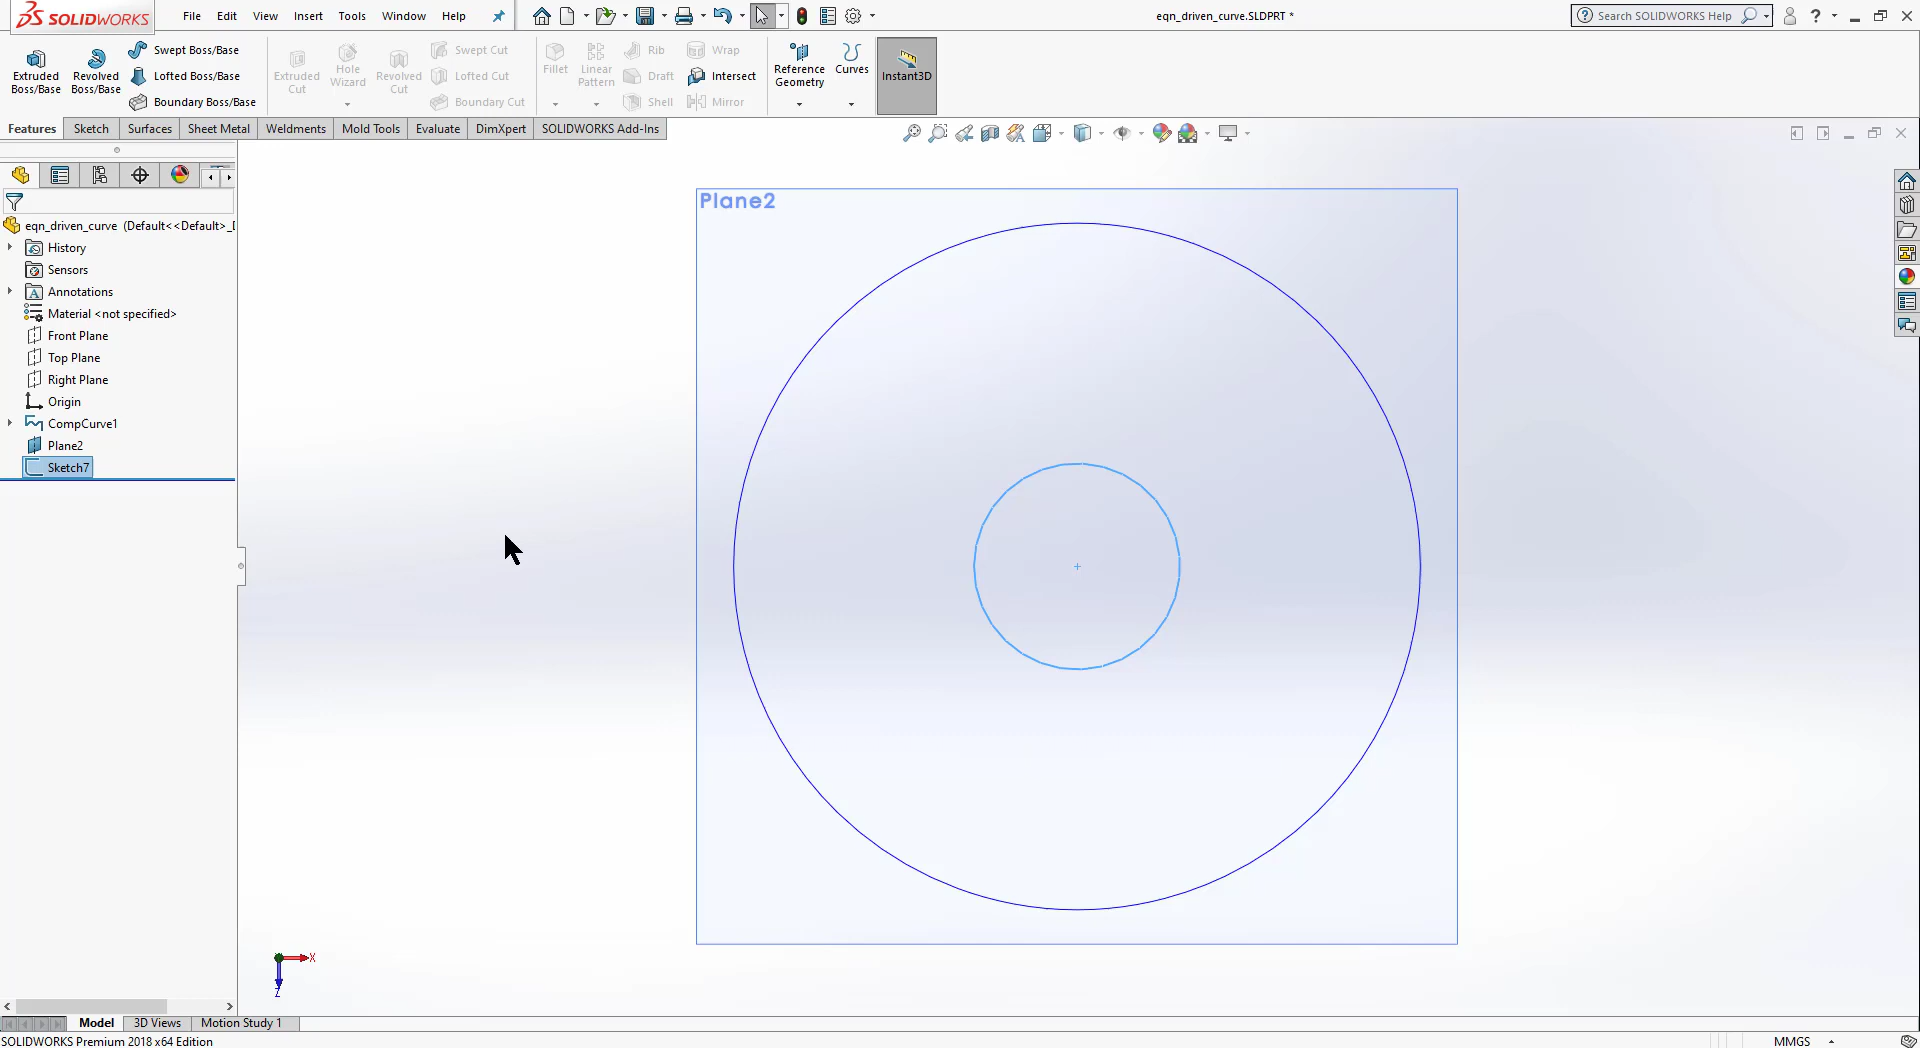 SOLIDWORKS File Edit View Insert Tools Window Help eqn_driven_curve.SLDPRT * Search SOLIDWORKS Help ?
Extruded Boss/Base
Revolved Boss/Base
Swept Boss/Base
Lofted Boss/Base
Boundary Boss/Base
Extruded Cut
Hole Wizard
Revolved Cut
Swept Cut
Lofted Cut
Boundary Cut
Fillet
Linear Pattern
Rib
Draft
Shell
Wrap
Intersect
Mirror
Reference Geometry
Curves
Instant3D
Features Sketch Surfaces Sheet Metal Weldments Mold Tools Evaluate DimXpert SOLIDWORKS Add-Ins
eqn_driven_curve (Default<<Default>_D
History
Sensors
Annotations
Material <not specified>
Front Plane
Top Plane
Right Plane
Origin
CompCurve1
Plane2
Sketch7
Plane2
X
Z
Model 3D Views Motion Study 1
SOLIDWORKS Premium 2018 x64 Edition MMGS